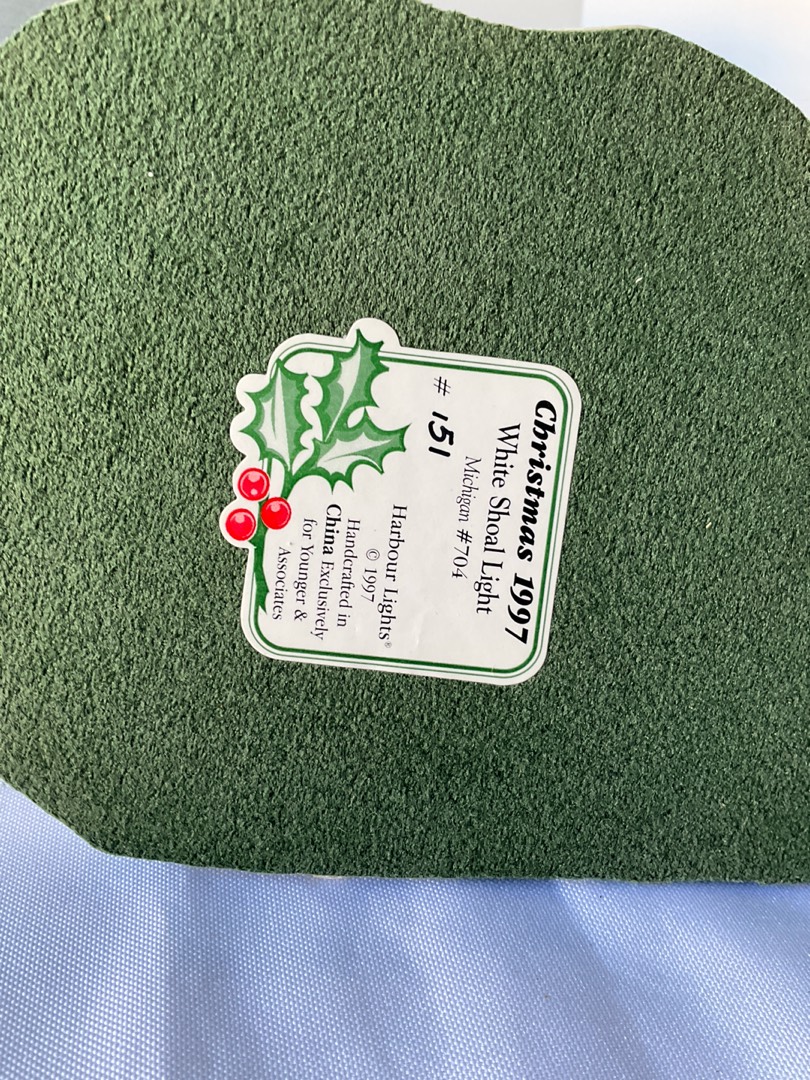 Christmas 1997
White Shoal Light
Michigan #704
# 151
Harbour Lights®
© 1997
Handcrafted in
China Exclusively
for Younger &
Associates